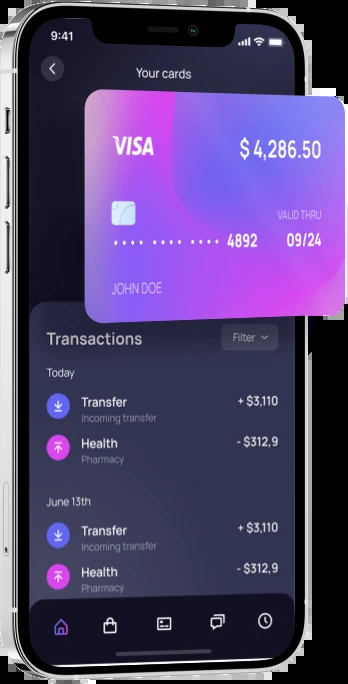 9:41
Your cards
VISA
$ 4,286.50
VALID THRU
•••• •••• •••• 4892
09/24
JOHN DOE
Transactions
Filter
Today
Transfer
+ $3,110
Incoming transfer
Health
- $312,9
Pharmacy
June 13th
Transfer
+ $3,110
Incoming transfer
Health
- $312,9
Pharmacy